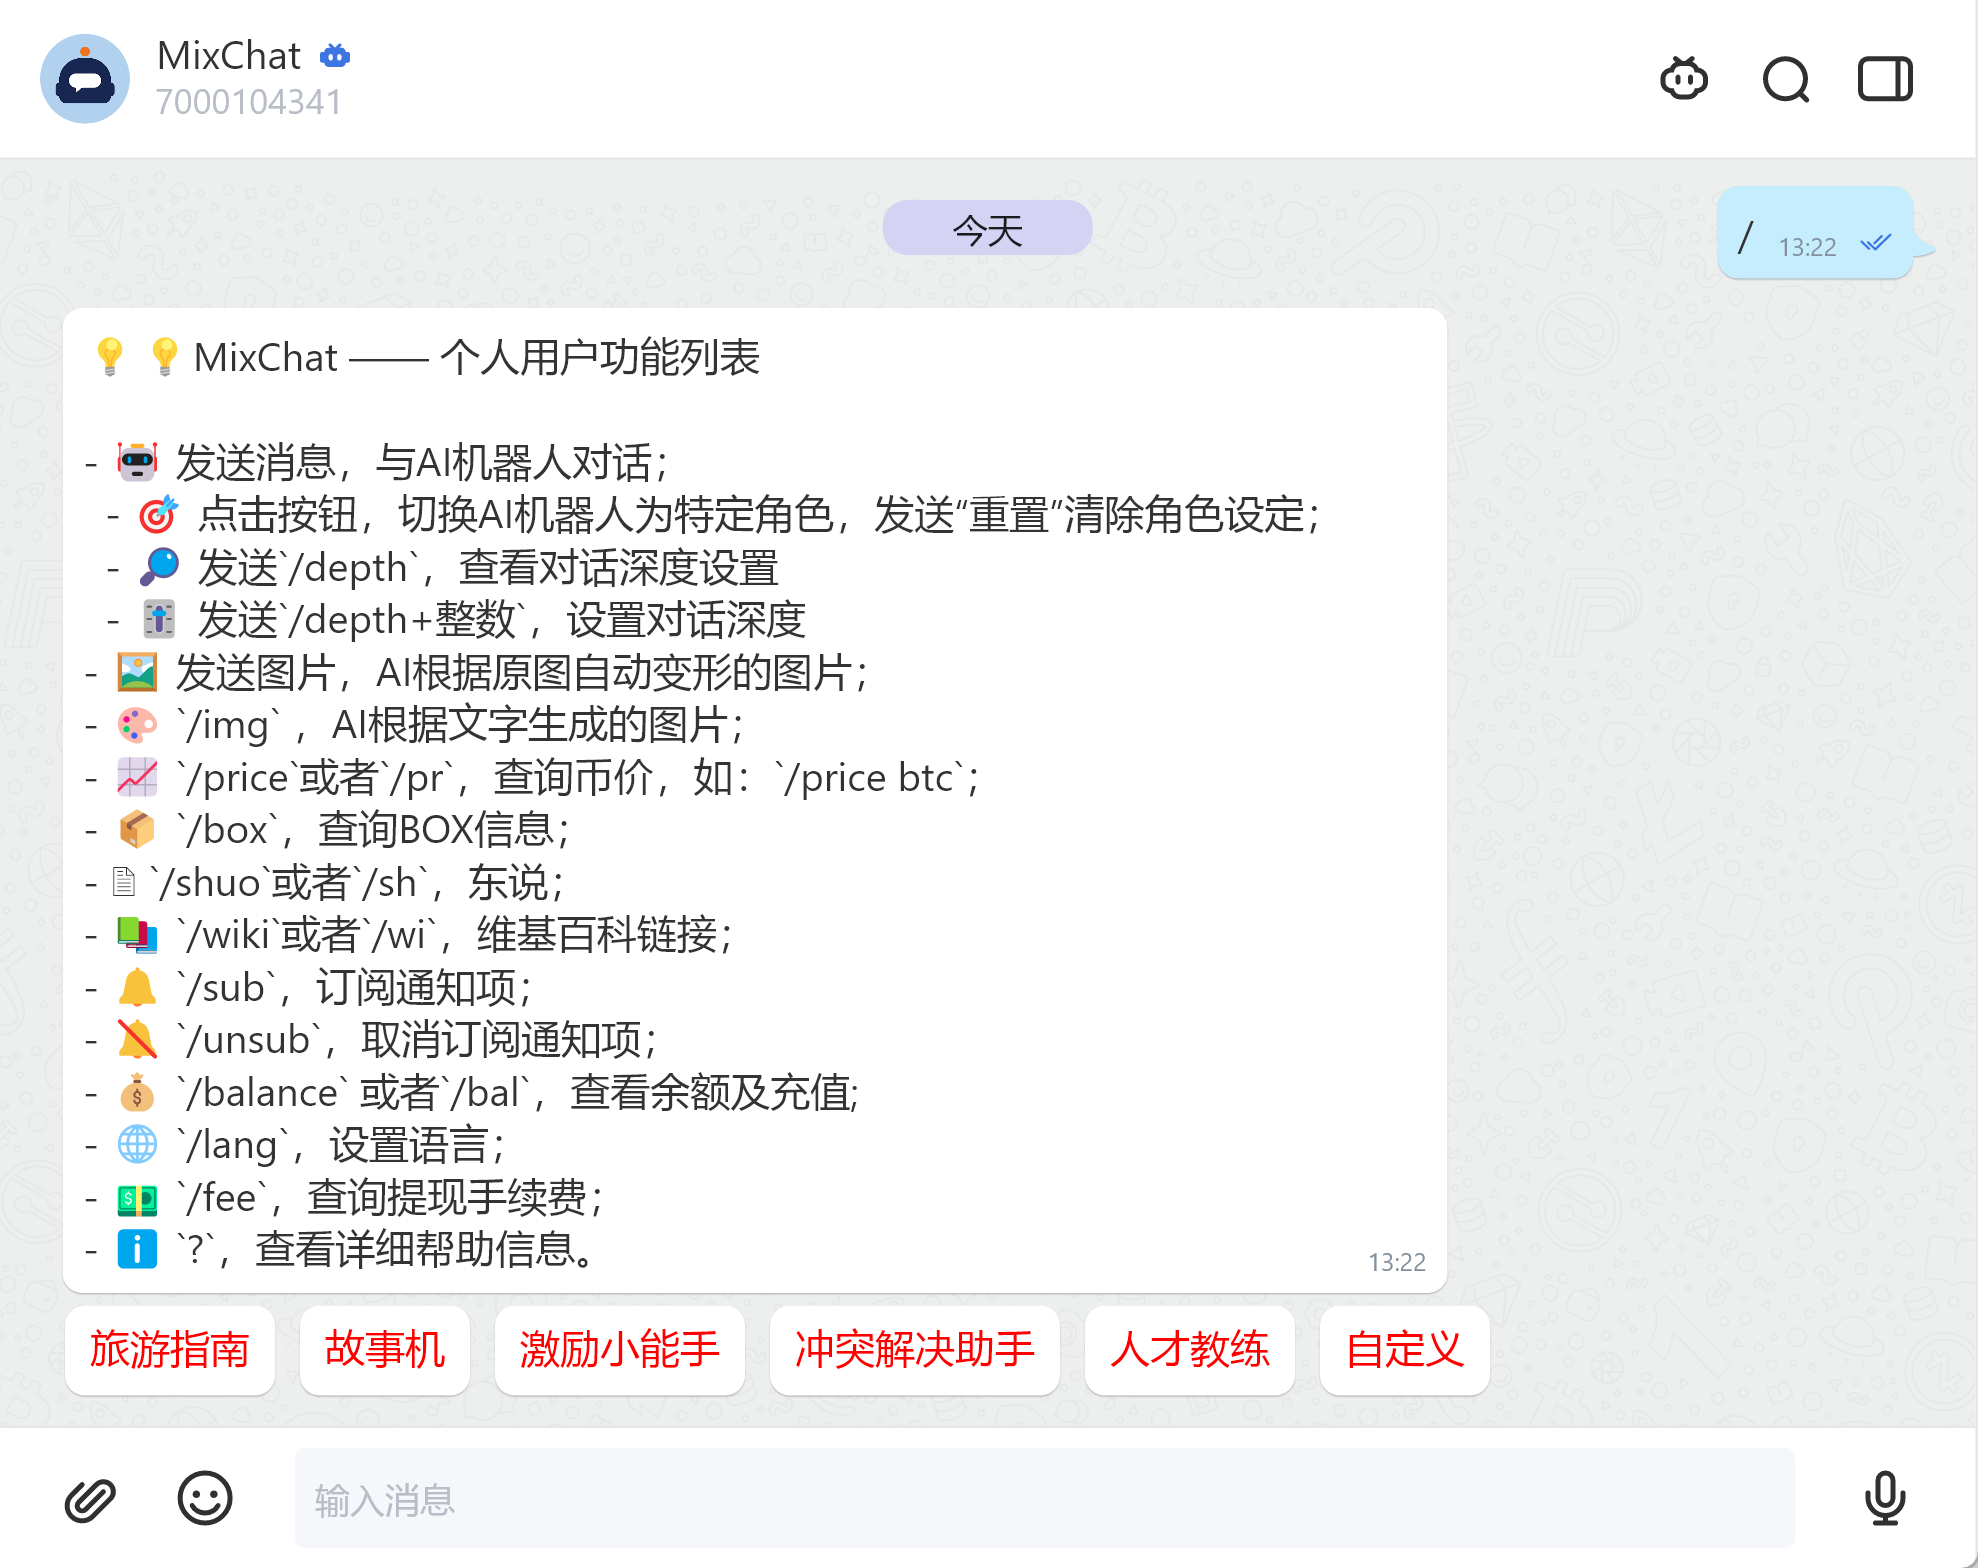 MixChat
7000104341
今天
/ 13:22
💡 💡 MixChat —— 个人用户功能列表
- 🤖 发送消息，与AI机器人对话；
- 🎯 点击按钮，切换AI机器人为特定角色，发送“重置”清除角色设定；
- 🔎 发送`/depth`，查看对话深度设置
- 🎚 发送`/depth+整数`，设置对话深度
- 🖼 发送图片，AI根据原图自动变形的图片；
- 🎨 `/img` ，AI根据文字生成的图片；
- 📈 `/price`或者`/pr`，查询币价，如：`/price btc`；
- 📦 `/box`，查询BOX信息；
- 🖹 `/shuo`或者`/sh`，东说；
- 📚 `/wiki`或者`/wi`，维基百科链接；
- 🔔 `/sub`，订阅通知项；
- 🔕 `/unsub`，取消订阅通知项；
- 💰 `/balance` 或者`/bal`，查看余额及充值;
- 🌐 `/lang`，设置语言；
- 💵 `/fee`，查询提现手续费；
- ℹ️ `?`，查看详细帮助信息。
13:22
旅游指南 故事机 激励小能手 冲突解决助手 人才教练 自定义
输入消息